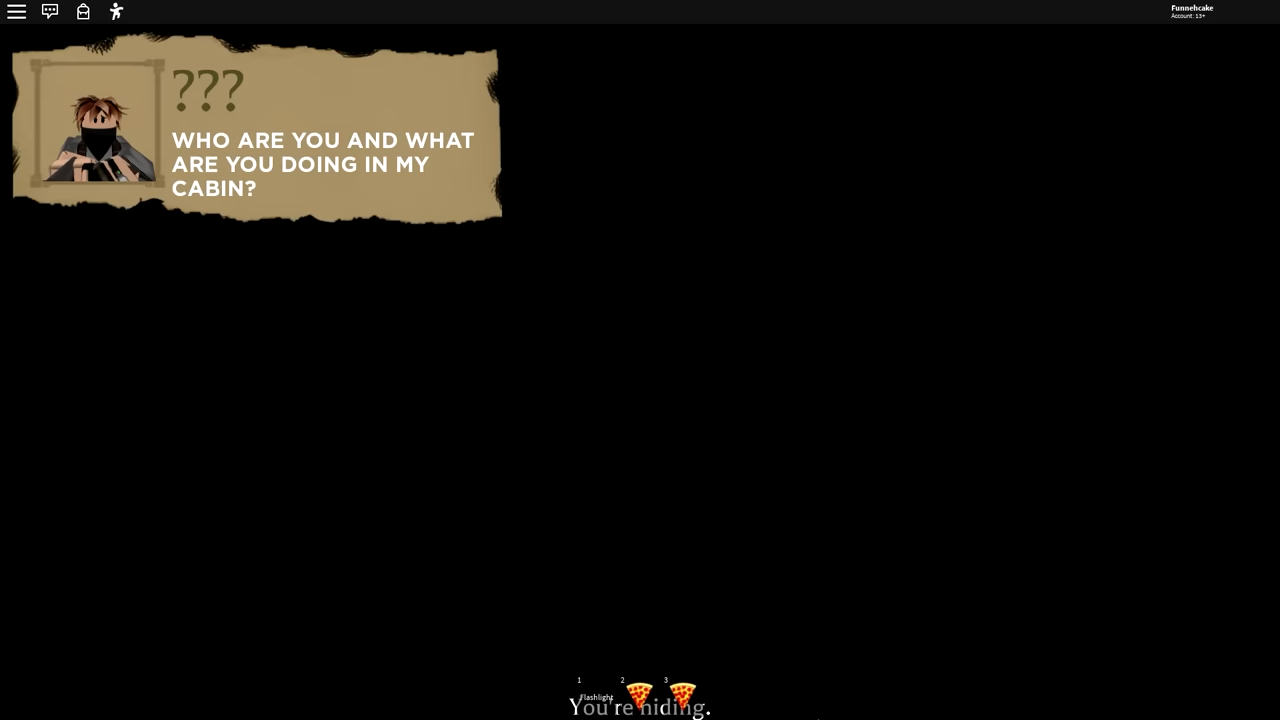 Funnehcake
Account: 13+
???
WHO ARE YOU AND WHAT
ARE YOU DOING IN MY
CABIN?
1
2
3
Flashlight
You're hiding.